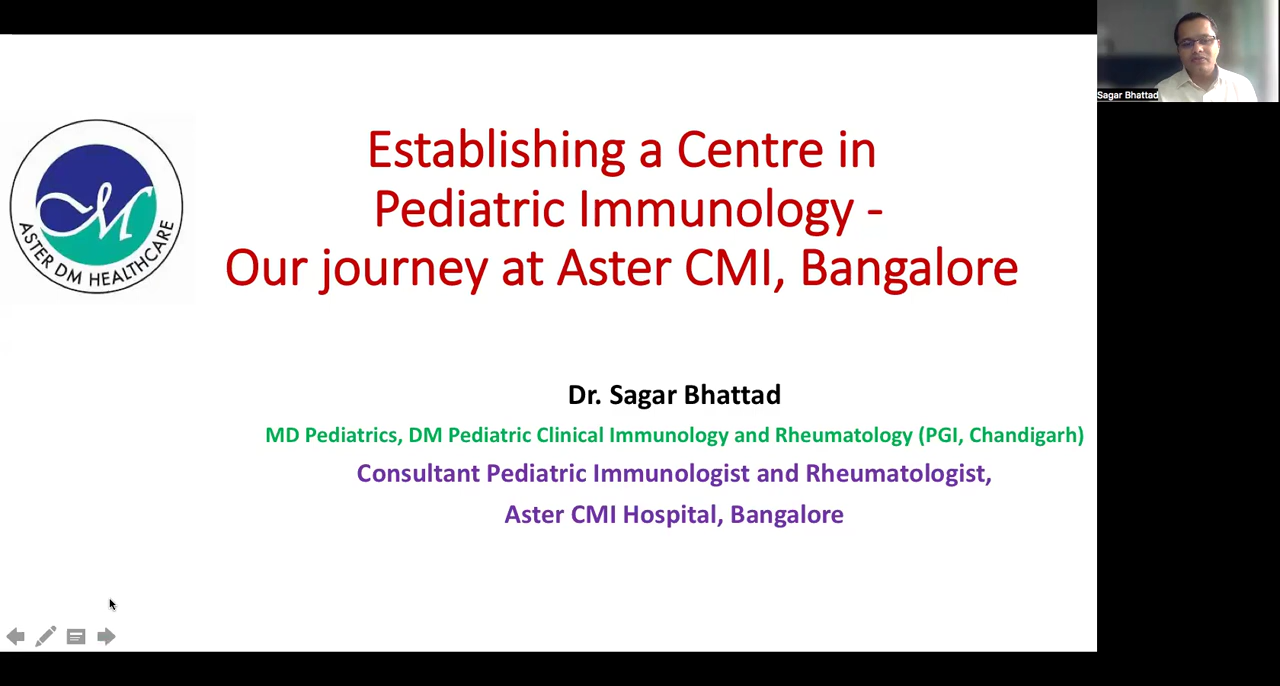 Sagar Bhattad
Establishing a Centre in
Pediatric Immunology -
Our journey at Aster CMI, Bangalore
ASTER DM HEALTHCARE
Dr. Sagar Bhattad
MD Pediatrics, DM Pediatric Clinical Immunology and Rheumatology (PGI, Chandigarh)
Consultant Pediatric Immunologist and Rheumatologist,
Aster CMI Hospital, Bangalore